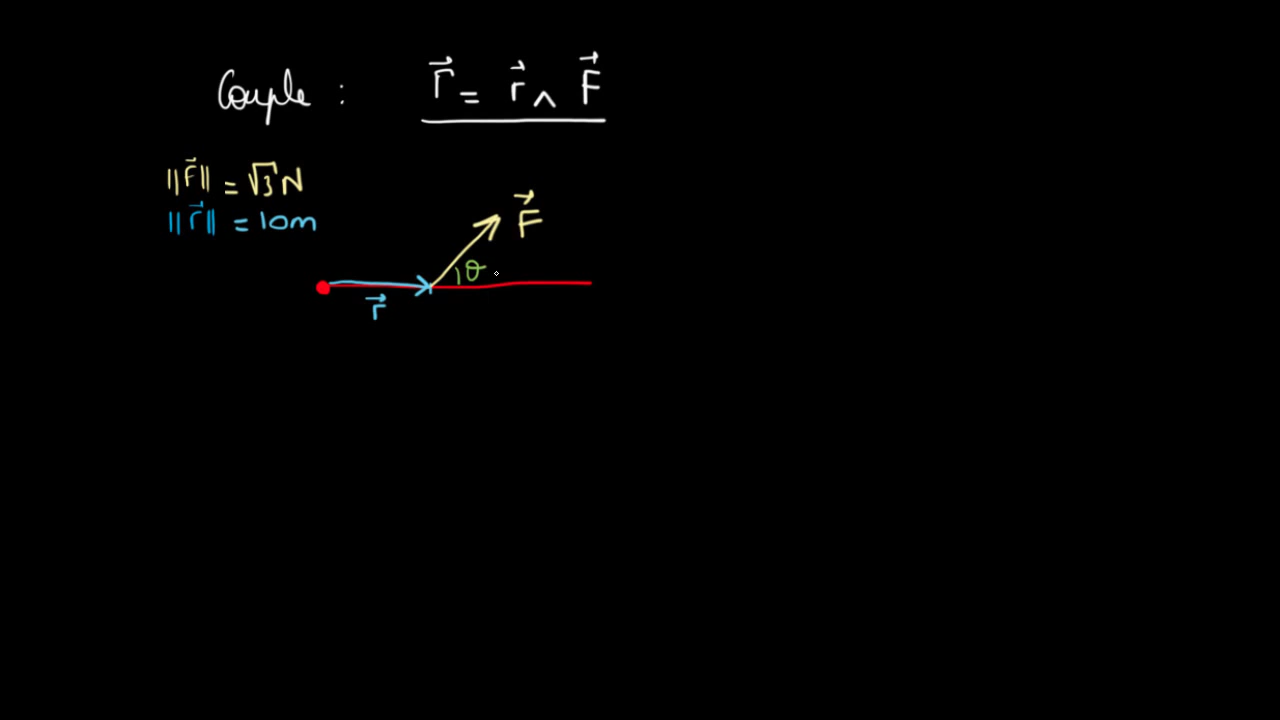 Couple : Γ⃗ = r⃗ ∧ F⃗
||F⃗|| = √3 N
||r⃗|| = 10m
F⃗
θ
r⃗